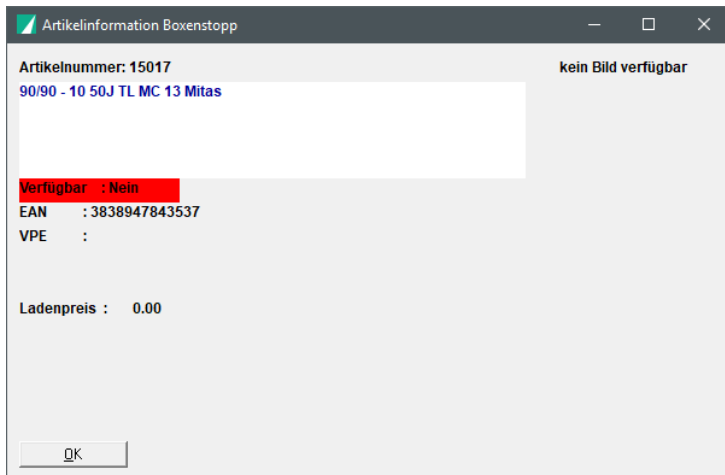 Artikelinformation Boxenstopp
Artikelnummer: 15017
kein Bild verfügbar
90/90 - 10 50J TL MC 13 Mitas
Verfügbar : Nein
EAN : 3838947843537
VPE :
Ladenpreis : 0.00
OK